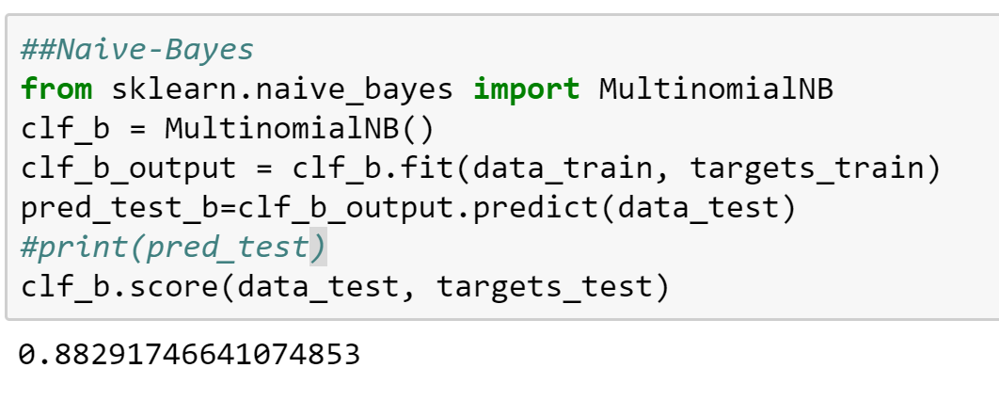 ##Naive-Bayes
from sklearn.naive_bayes import MultinomialNB
clf_b = MultinomialNB()
clf_b_output = clf_b.fit(data_train, targets_train)
pred_test_b=clf_b_output.predict(data_test)
#print(pred_test)
clf_b.score(data_test, targets_test)
0.88291746641074853